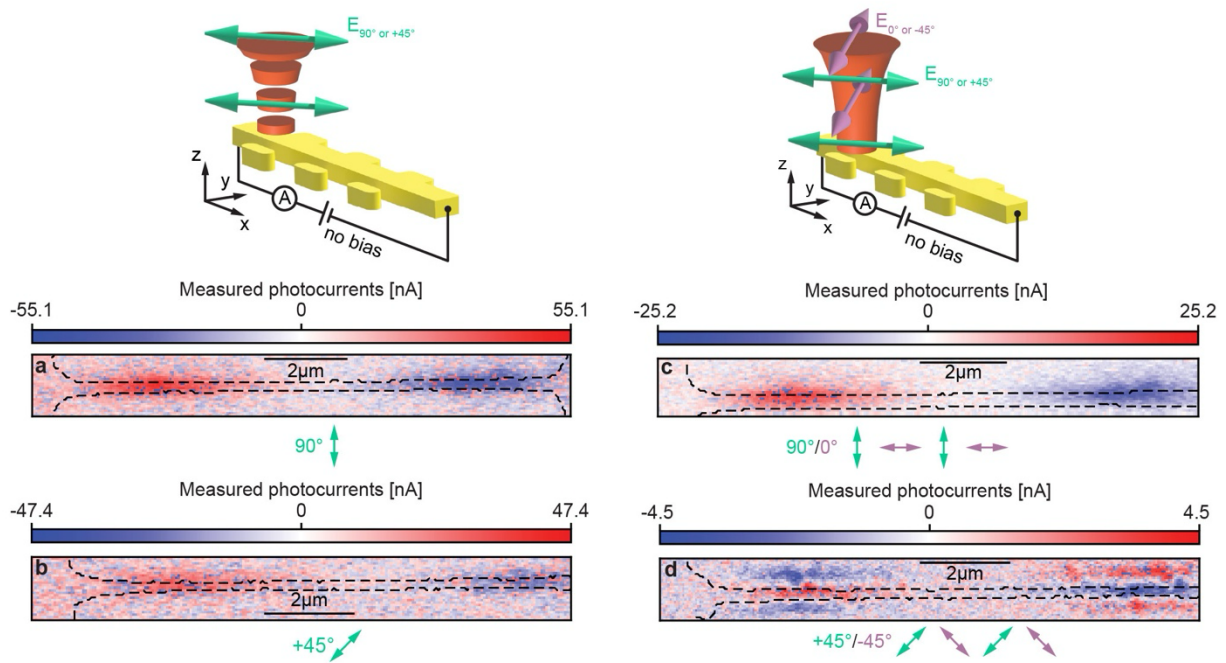 E90° or +45°
z
y
x
A
no bias
Measured photocurrents [nA]
-55.1 0 55.1
a
2µm
90°
Measured photocurrents [nA]
-47.4 0 47.4
b
2µm
+45°
E0° or -45°
E90° or +45°
z
y
x
A
no bias
Measured photocurrents [nA]
-25.2 0 25.2
c
2µm
90°/0°
Measured photocurrents [nA]
-4.5 0 4.5
d
2µm
+45°/-45°